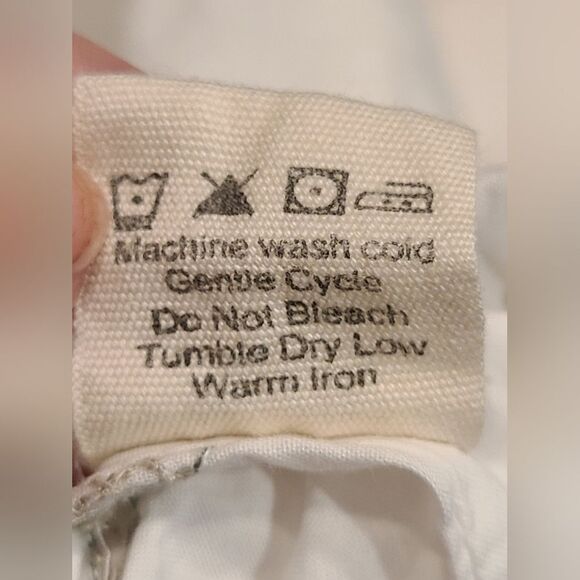 Machine wash cold
Gentle Cycle
Do Not Bleach
Tumble Dry Low
Warm Iron